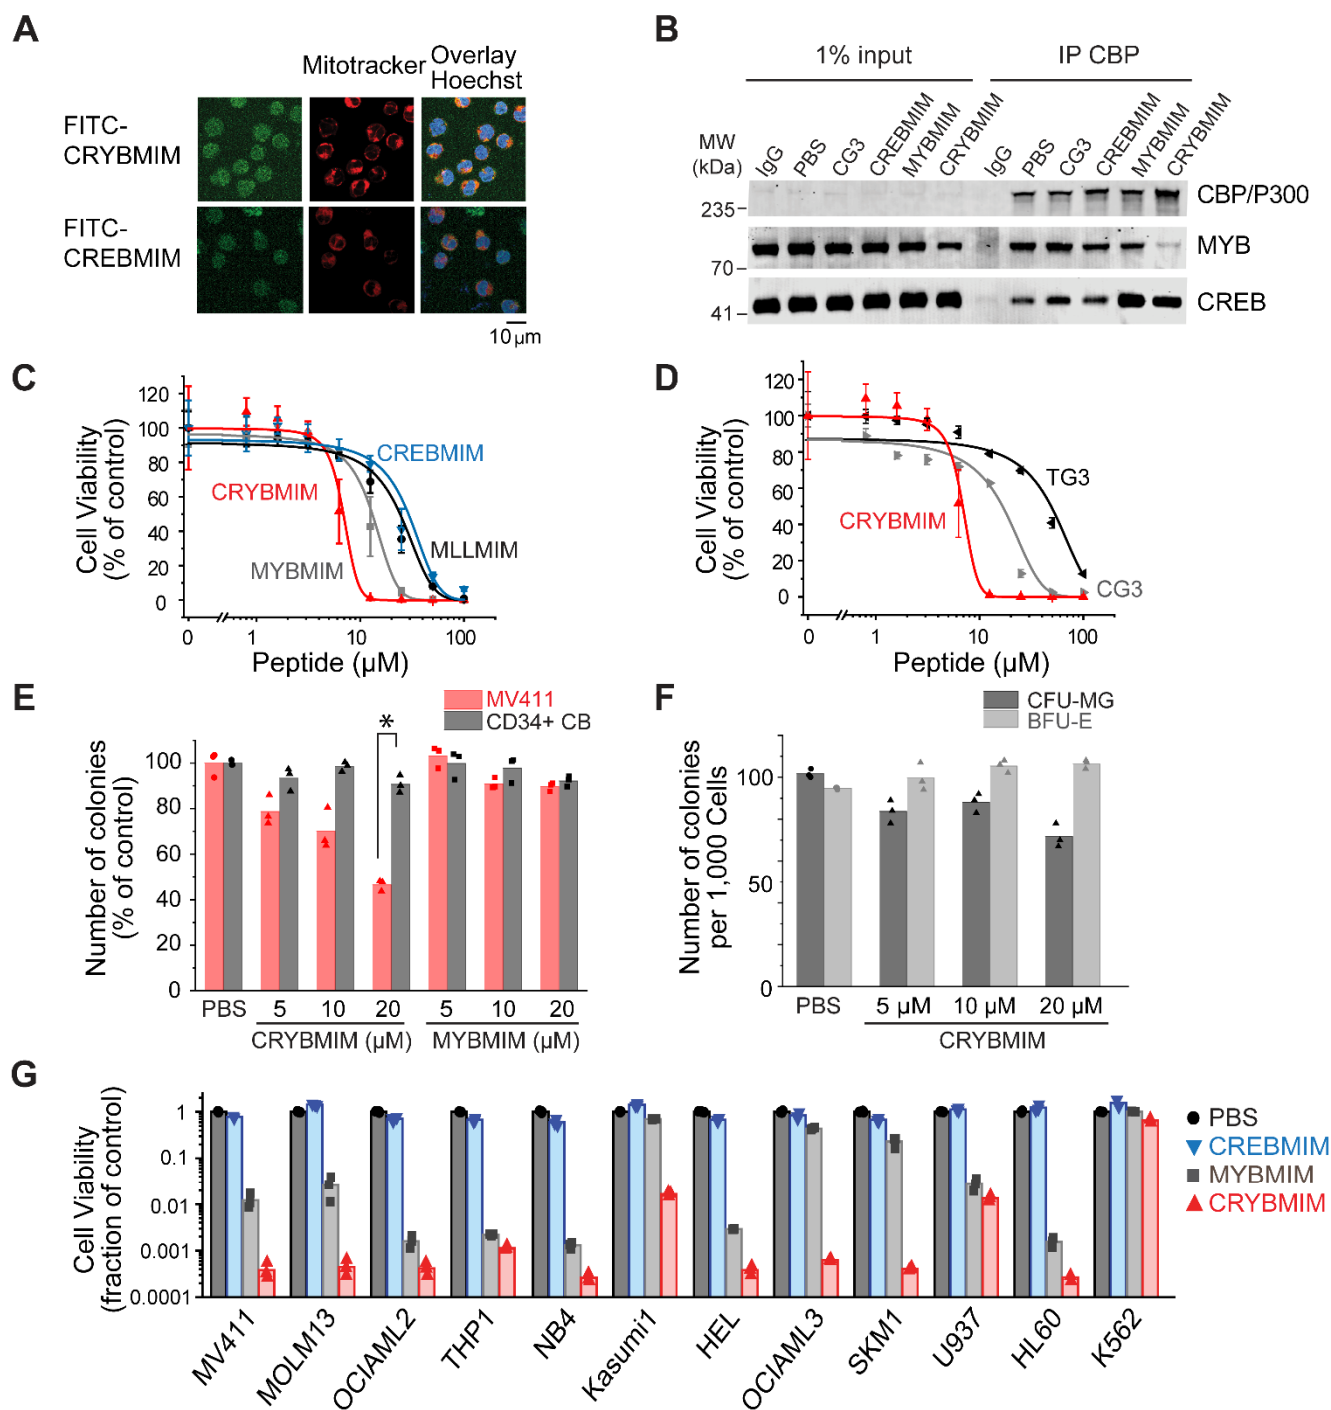 A
Mitotracker
Overlay
Hoechst
FITC-
CRYBMIM
FITC-
CREBMIM
10 µm
B
1% input
IP CBP
MW
(kDa)
IgG
PBS
CG3
CREBMIM
MYBMIM
CRYBMIM
IgG
PBS
CG3
CREBMIM
MYBMIM
CRYBMIM
235
CBP/P300
MYB
70
41
CREB
C
Cell Viability
(% of control)
120
100
80
60
40
20
0
CREBMIM
CRYBMIM
MLLMIM
MYBMIM
0
1
10
100
Peptide (µM)
D
Cell Viability
(% of control)
120
100
80
60
40
20
0
TG3
CRYBMIM
CG3
0
1
10
100
Peptide (µM)
E
MV411
CD34+ CB
*
Number of colonies
(% of control)
100
80
60
40
20
0
PBS
5
10
20
5
10
20
CRYBMIM (µM)
MYBMIM (µM)
F
CFU-MG
BFU-E
Number of colonies
per 1,000 Cells
100
50
0
PBS
5 µM
10 µM
20 µM
CRYBMIM
G
Cell Viability
(fraction of control)
1
0.1
0.01
0.001
0.0001
MV411
MOLM13
OCIAML2
THP1
NB4
Kasumi1
HEL
OCIAML3
SKM1
U937
HL60
K562
PBS
CREBMIM
MYBMIM
CRYBMIM